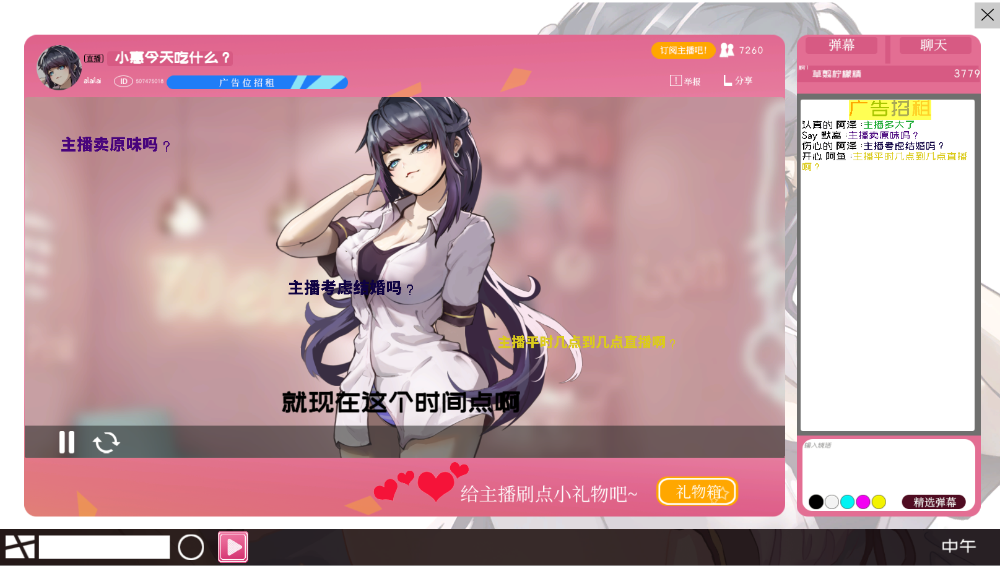 直播
小惠今天吃什么？
订阅主播吧!
7260
alailai
ID
507475018
广告位招租
举报
分享
弹幕
聊天
草翦柠檬精
3779
广告招租
认真的 阿泽 :主播多大了
Say 默离 :主播卖原味吗？
伤心的 阿泽 :主播考虑结婚吗？
开心 阿鱼 :主播平时几点到几点直播
啊？
主播卖原味吗？
主播考虑结婚吗？
主播平时几点到几点直播啊？
就现在这个时间点啊
给主播刷点小礼物吧~
礼物箱
输入烧话
精选弹幕
中午